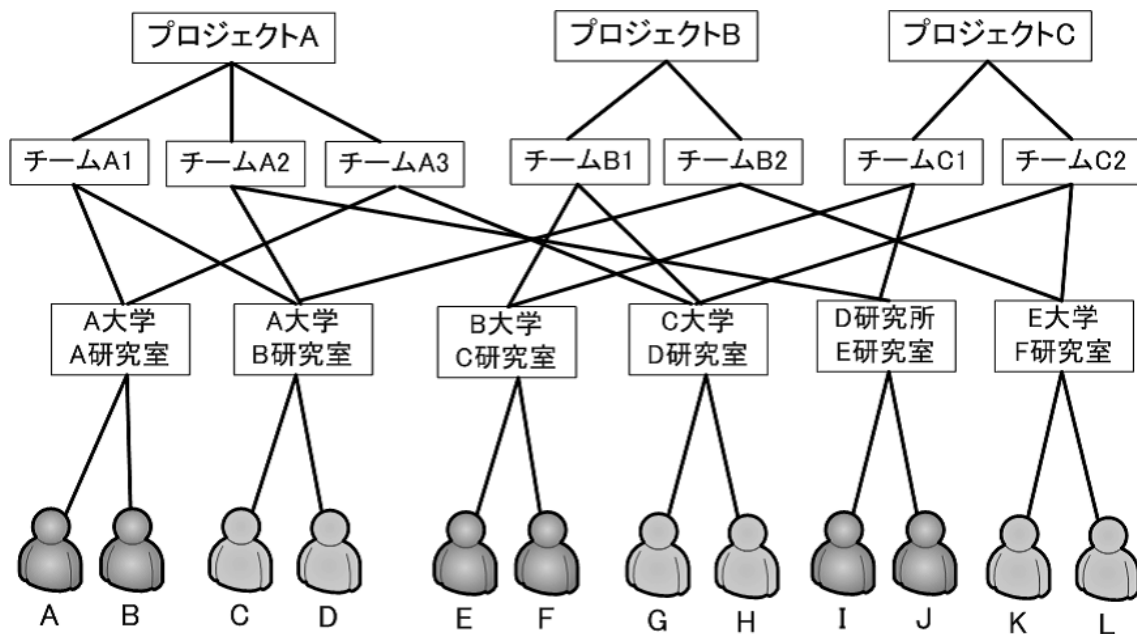 プロジェクトA
プロジェクトB
プロジェクトC
チームA1
チームA2
チームA3
チームB1
チームB2
チームC1
チームC2
A大学
A研究室
A大学
B研究室
B大学
C研究室
C大学
D研究室
D研究所
E研究室
E大学
F研究室
A
B
C
D
E
F
G
H
I
J
K
L